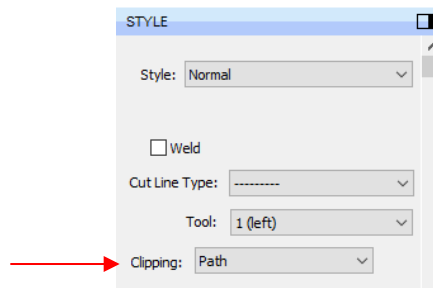 STYLE
Style: Normal
Weld
Cut Line Type: ---------
Tool: 1 (left)
Clipping: Path